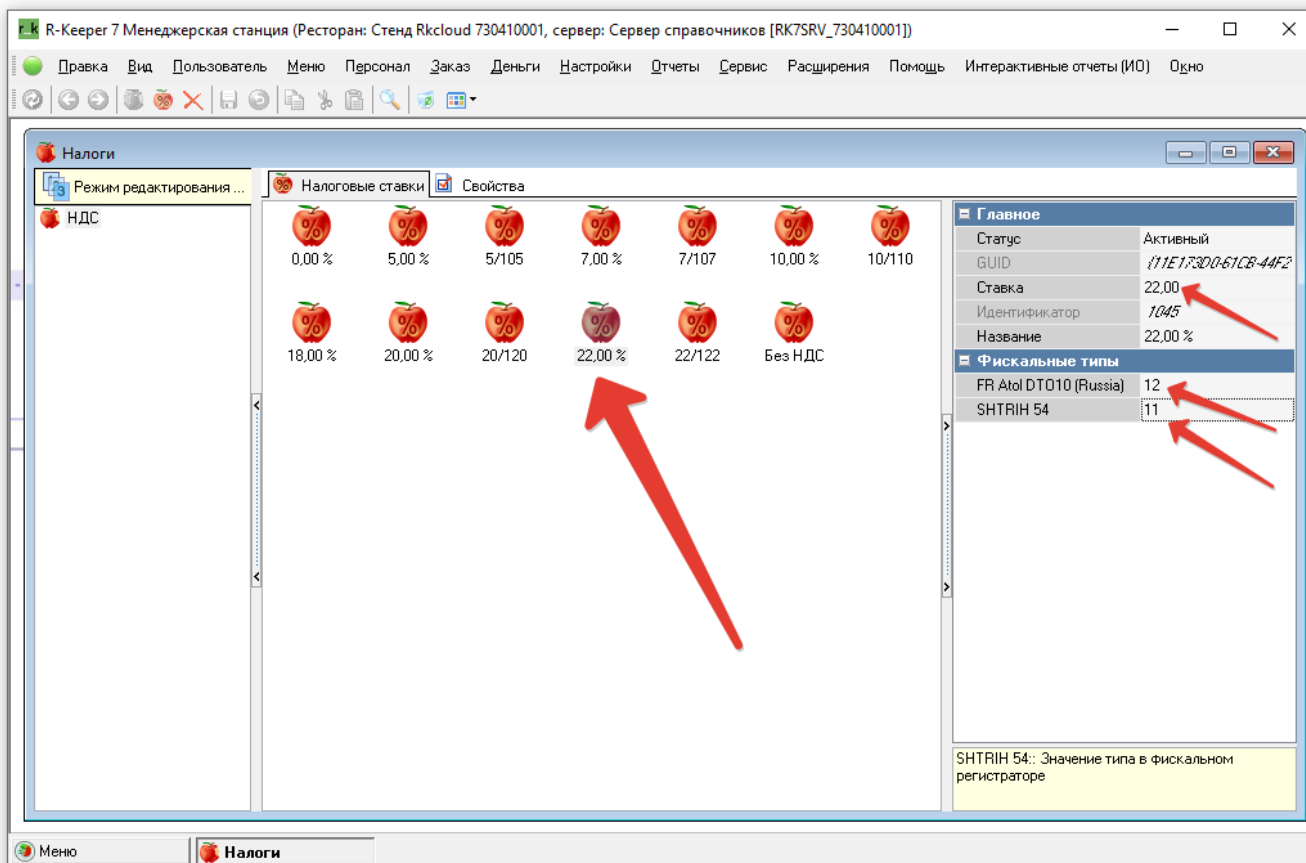 r_k R-Keeper 7 Менеджерская станция (Ресторан: Стенд Rkcloud 730410001, сервер: Сервер справочников [RK7SRV_730410001])
Правка Вид Пользователь Меню Персонал Заказ Деньги Настройки Отчеты Сервис Расширения Помощь Интерактивные отчеты (ИО) Окно
Налоги
Режим редактирования ...
НДС
Налоговые ставки Свойства
0,00 % 5,00 % 5/105 7,00 % 7/107 10,00 % 10/110
18,00 % 20,00 % 20/120 22,00 % 22/122 Без НДС
Главное
Статус Активный
GUID {11E173D0-61CB-44F2
Ставка 22,00
Идентификатор 1045
Название 22,00 %
Фискальные типы
FR Atol DTO10 (Russia) 12
SHTRIH 54 11
SHTRIH 54:: Значение типа в фискальном
регистраторе
Меню Налоги